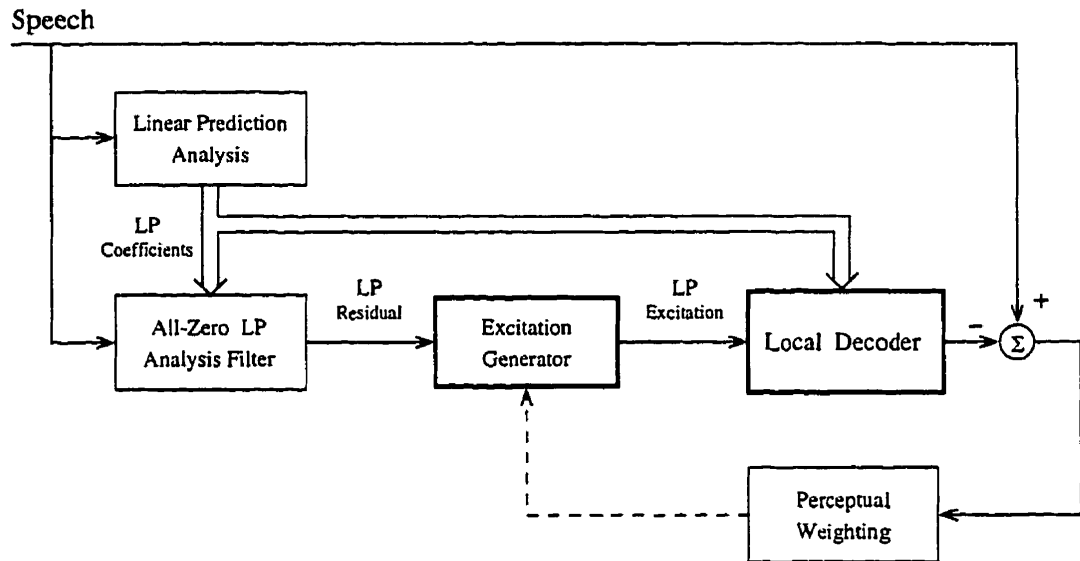 Speech
Linear Prediction
Analysis
LP
Coefficients
All-Zero LP
Analysis Filter
LP
Residual
Excitation
Generator
LP
Excitation
Local Decoder
+
-
Σ
Perceptual
Weighting